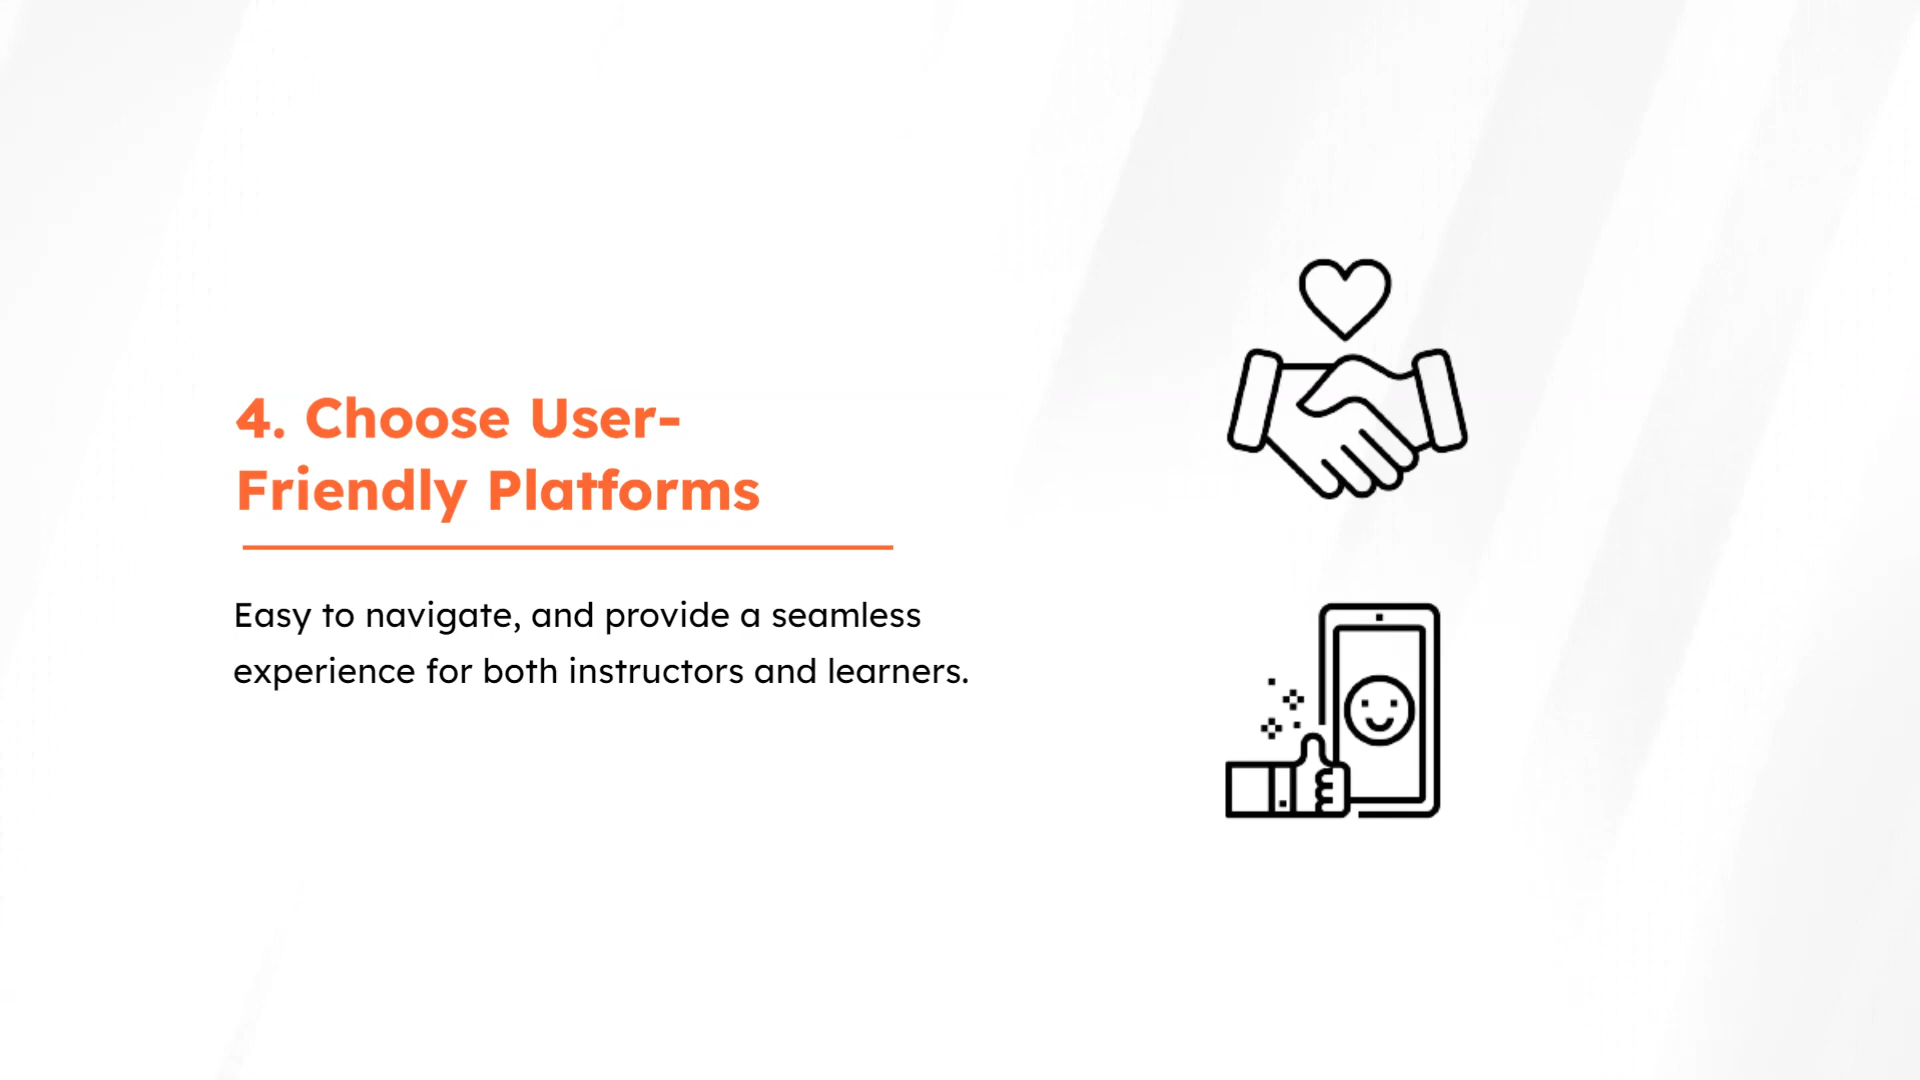 4. Choose User-
Friendly Platforms
Easy to navigate, and provide a seamless
experience for both instructors and learners.